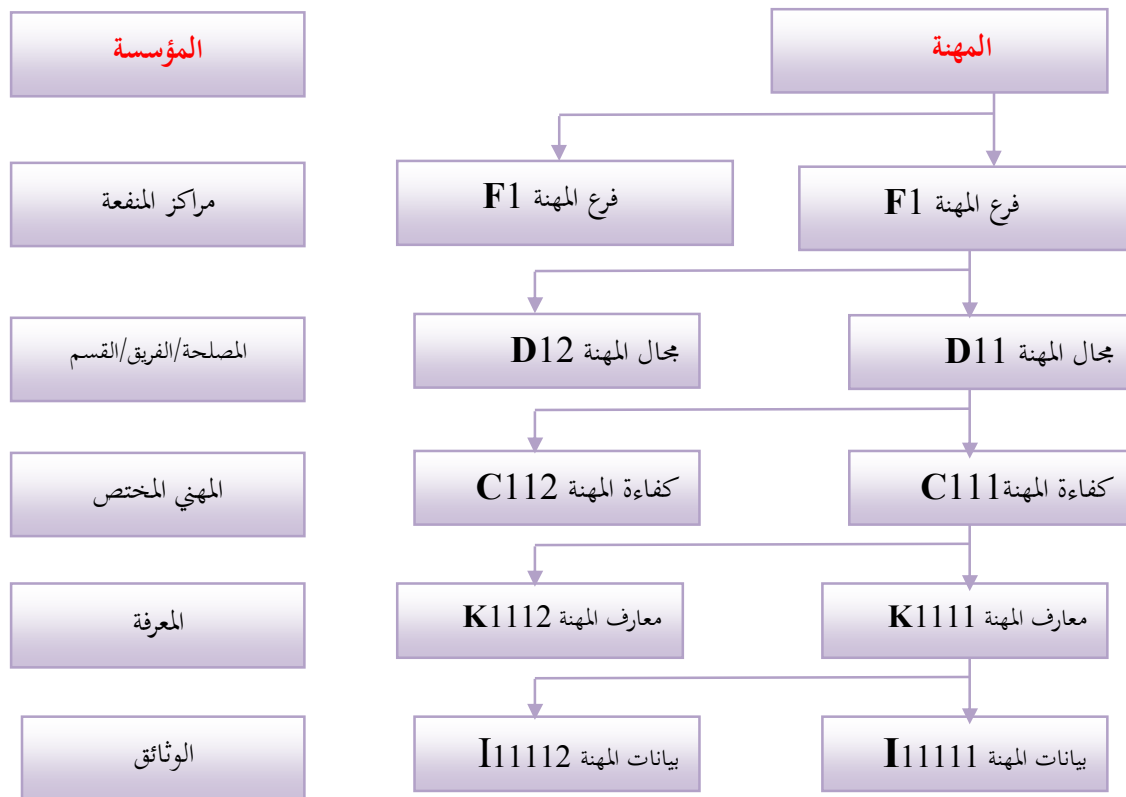 المهنة
المؤسسة
فرع المهنة F1
فرع المهنة F1
مراكز المنفعة
مجال المهنة D11
مجال المهنة D12
المصلحة/الفريق/القسم
كفاءة المهنةC111
كفاءة المهنة C112
المهني المختص
معارف المهنة K1111
معارف المهنة K1112
المعرفة
بيانات المهنة I11111
بيانات المهنة I11112
الوثائق